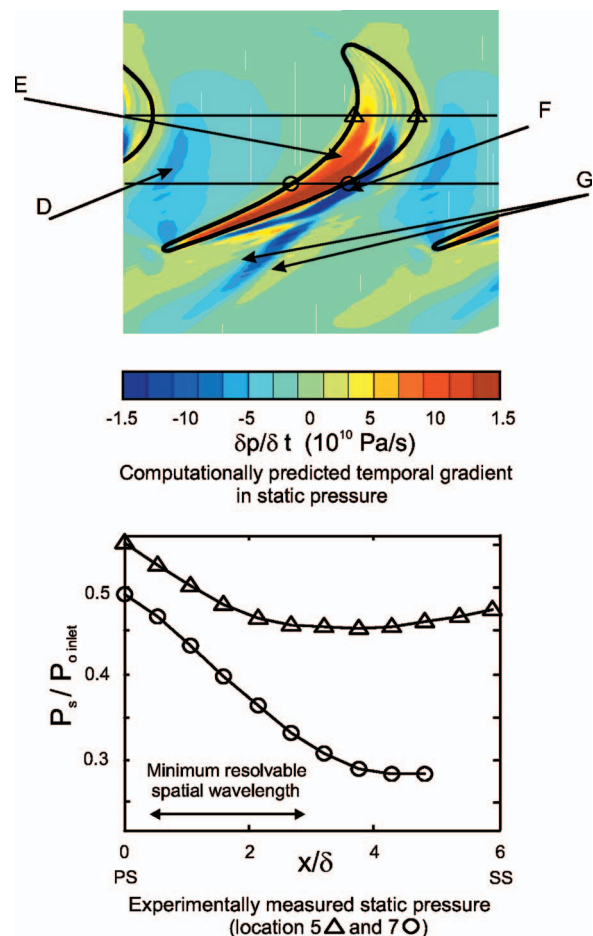 E
F
D
G
-1.5 -10 -5 0 5 10 1.5
δp/δ t (10¹⁰ Pa/s)
Computationally predicted temporal gradient
in static pressure
0.5
0.4
0.3
Pₛ / Pₒ inlet
Minimum resolvable
spatial wavelength
0 2 4 6
PS x/δ SS
Experimentally measured static pressure
(location 5 △ and 7 O)